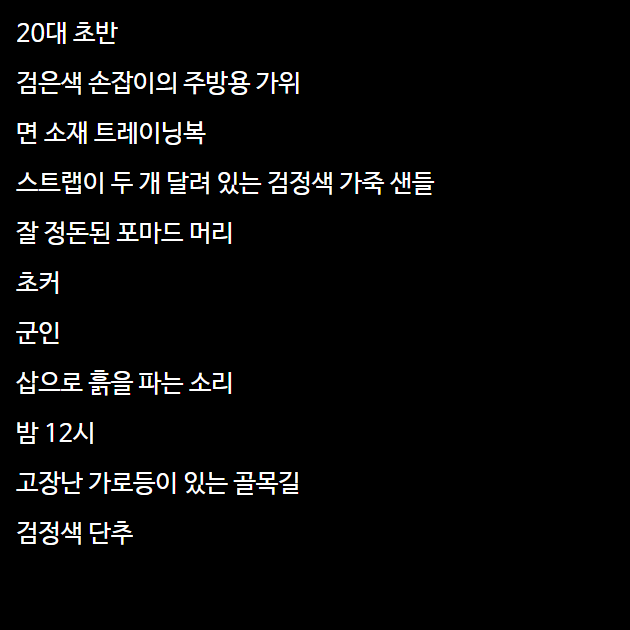 20대 초반
검은색 손잡이의 주방용 가위
면 소재 트레이닝복
스트랩이 두 개 달려 있는 검정색 가죽 샌들
잘 정돈된 포마드 머리
초커
군인
삽으로 흙을 파는 소리
밤 12시
고장난 가로등이 있는 골목길
검정색 단추